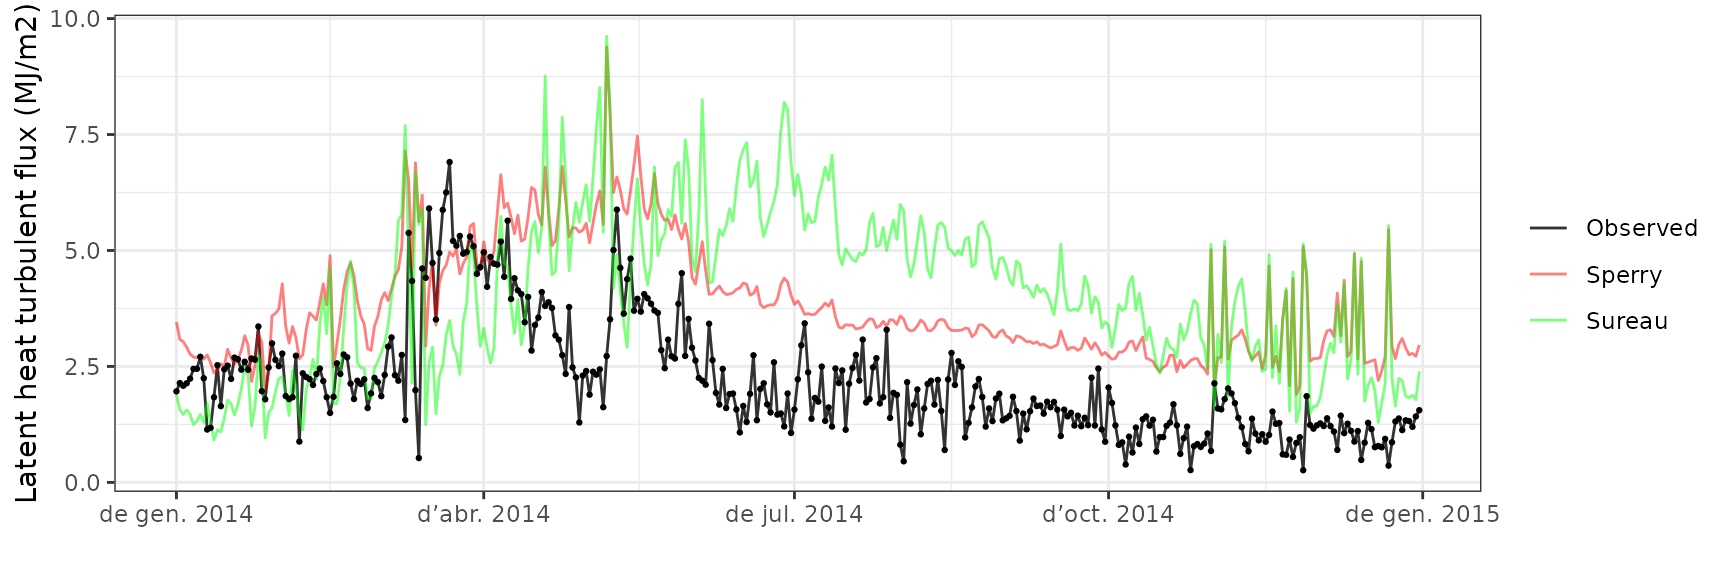 Latent heat turbulent flux (MJ/m2)
10.0
7.5
5.0
2.5
0.0
de gen. 2014
d’abr. 2014
de jul. 2014
d’oct. 2014
de gen. 2015
Observed
Sperry
Sureau